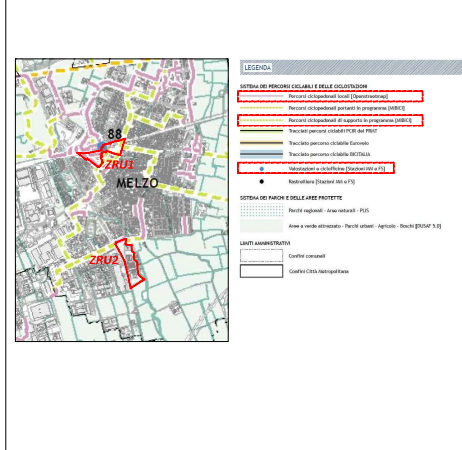 88
ZRU1
MELZO
ZRU2
LEGENDA
SISTEMA DEI PERCORSI CICLABILI E DELLE CICLOSTAZIONI
Percorsi ciclopedonali locali [Openstreetmap]
Percorsi ciclopedonali portanti in programma [MIBICI]
Percorsi ciclopedonali di supporto in programma [MIBICI]
Tracciati percorsi ciclabili PCIR del PRMT
Tracciato percorso ciclabile Eurovelo
Tracciato percorso ciclabile BICITALIA
Velostazioni e ciclofficine [Stazioni MM e FS]
Rastrelliere [Stazioni MM e FS]
SISTEMA DEI PARCHI E DELLE AREE PROTETTE
Parchi regionali - Aree naturali - PLIS
Aree a verde attrezzato - Parchi urbani - Agricolo - Boschi [DUSAF 5.0]
LIMITI AMMINISTRATIVI
Confini comunali
Confini Città Metropolitana